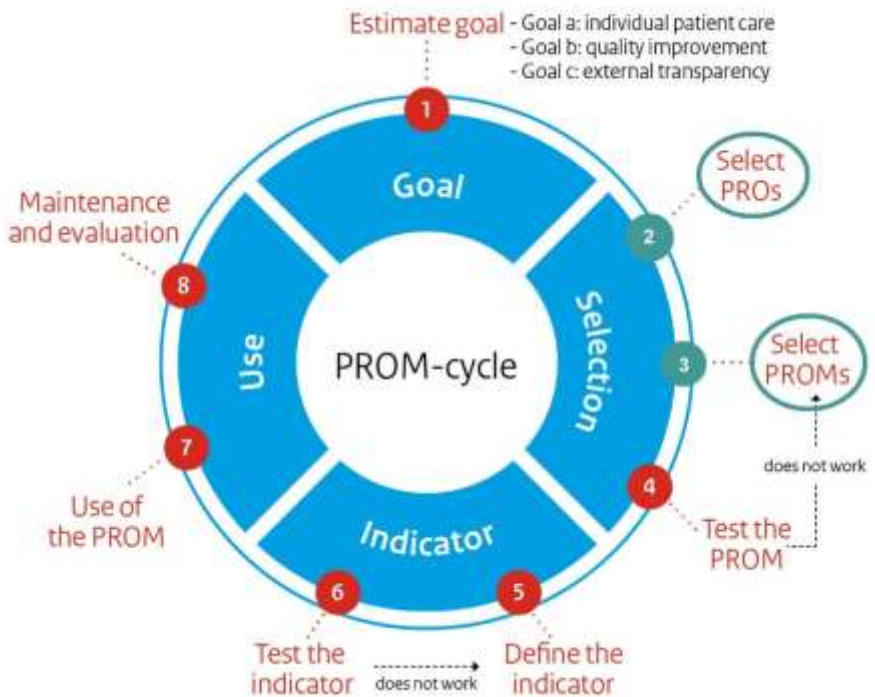 Estimate goal
- Goal a: individual patient care
- Goal b: quality improvement
- Goal c: external transparency
1
Goal
Select
PROs
2
Selection
3
Select
PROMs
does not work
4
Test the
PROM
PROM-cycle
Indicator
5
Define the
indicator
does not work
6
Test the
indicator
Use
7
Use of
the PROM
8
Maintenance
and evaluation